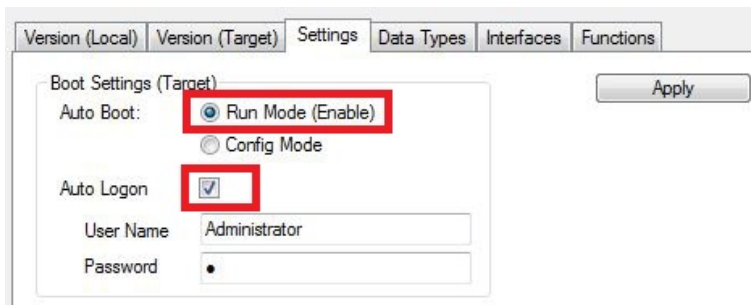 Version (Local) Version (Target) Settings Data Types Interfaces Functions
Boot Settings (Target)
Apply
Auto Boot: Run Mode (Enable)
Config Mode
Auto Logon
User Name Administrator
Password •